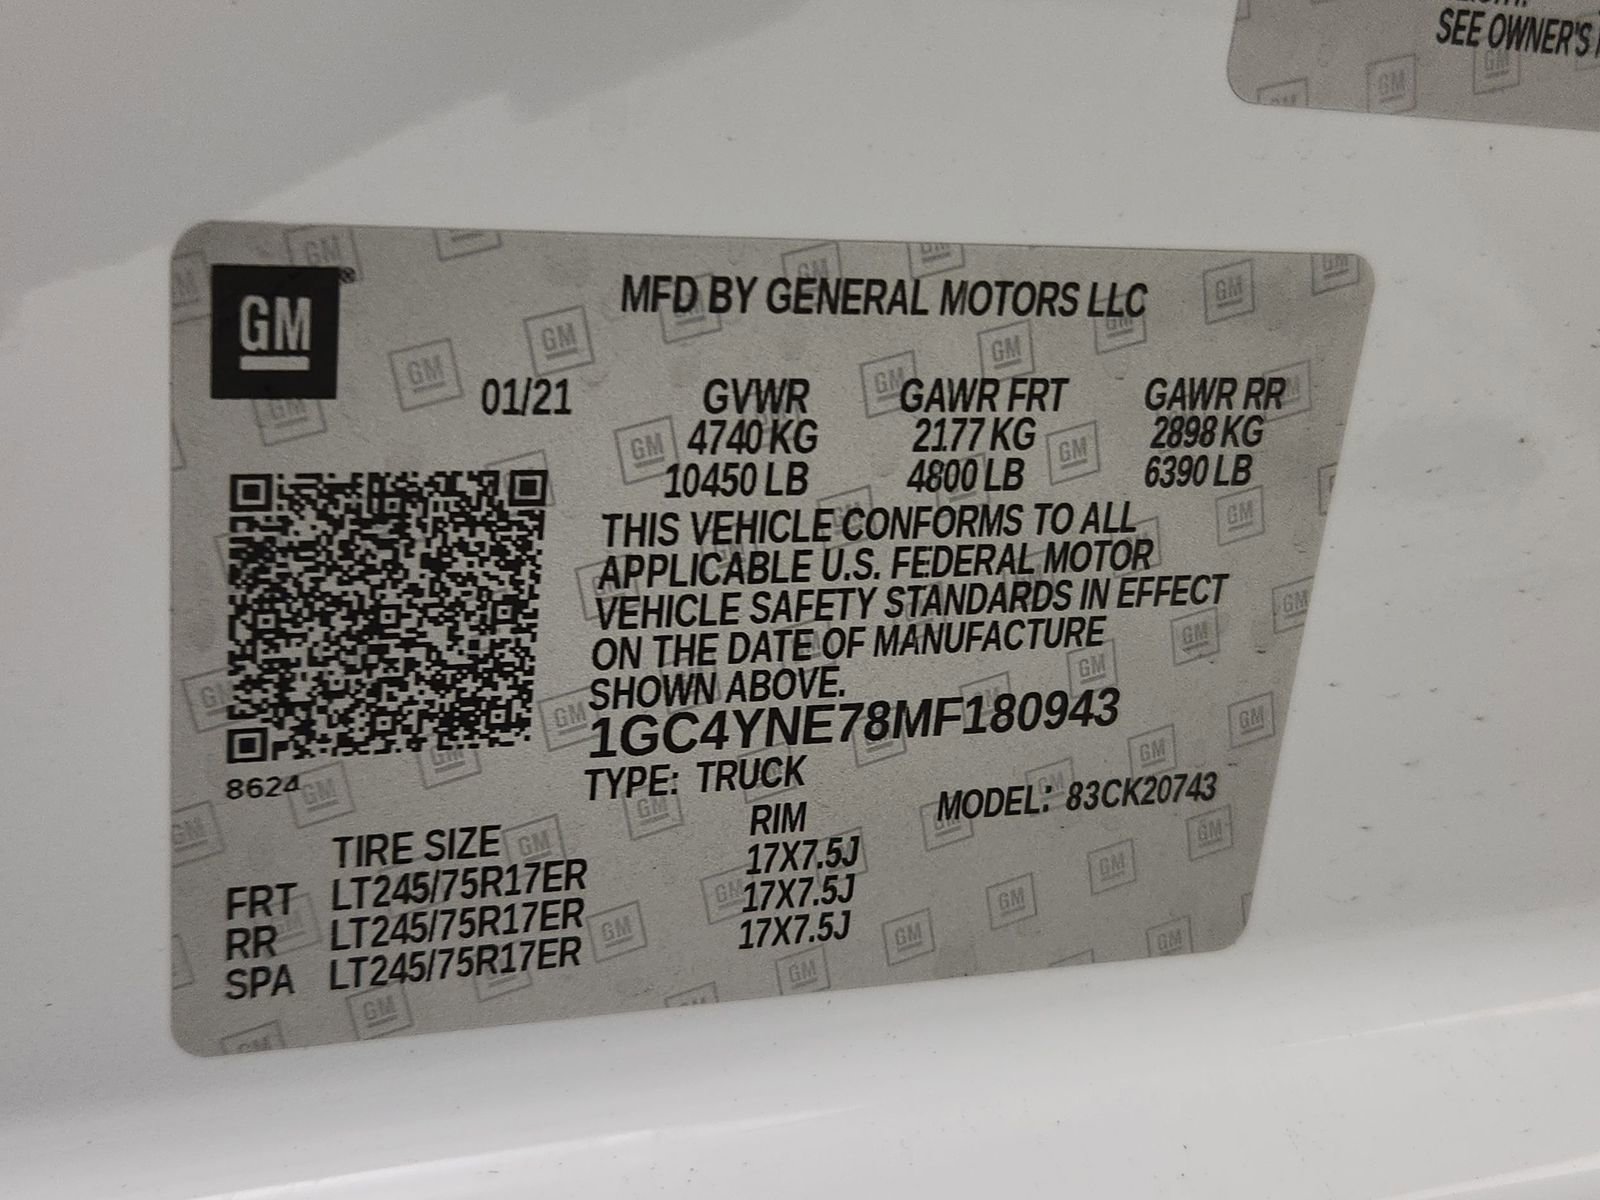 SEE OWNER'S
GM®
MFD BY GENERAL MOTORS LLC
01/21 GVWR GAWR FRT GAWR RR
4740 KG 2177 KG 2898 KG
10450 LB 4800 LB 6390 LB
THIS VEHICLE CONFORMS TO ALL
APPLICABLE U.S. FEDERAL MOTOR
VEHICLE SAFETY STANDARDS IN EFFECT
ON THE DATE OF MANUFACTURE
SHOWN ABOVE.
1GC4YNE78MF180943
8624
TYPE: TRUCK MODEL: 83CK20743
TIRE SIZE RIM
FRT LT245/75R17ER 17X7.5J
RR LT245/75R17ER 17X7.5J
SPA LT245/75R17ER 17X7.5J